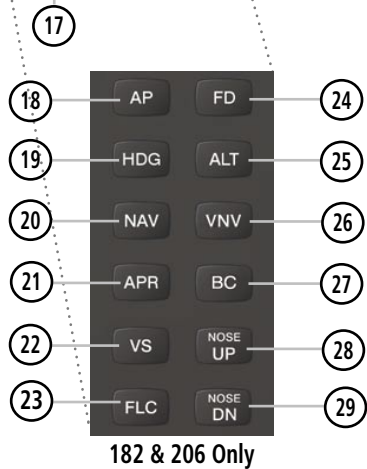 17
18 AP FD 24
19 HDG ALT 25
20 NAV VNV 26
21 APR BC 27
22 VS NOSE UP 28
23 FLC NOSE DN 29
182 & 206 Only